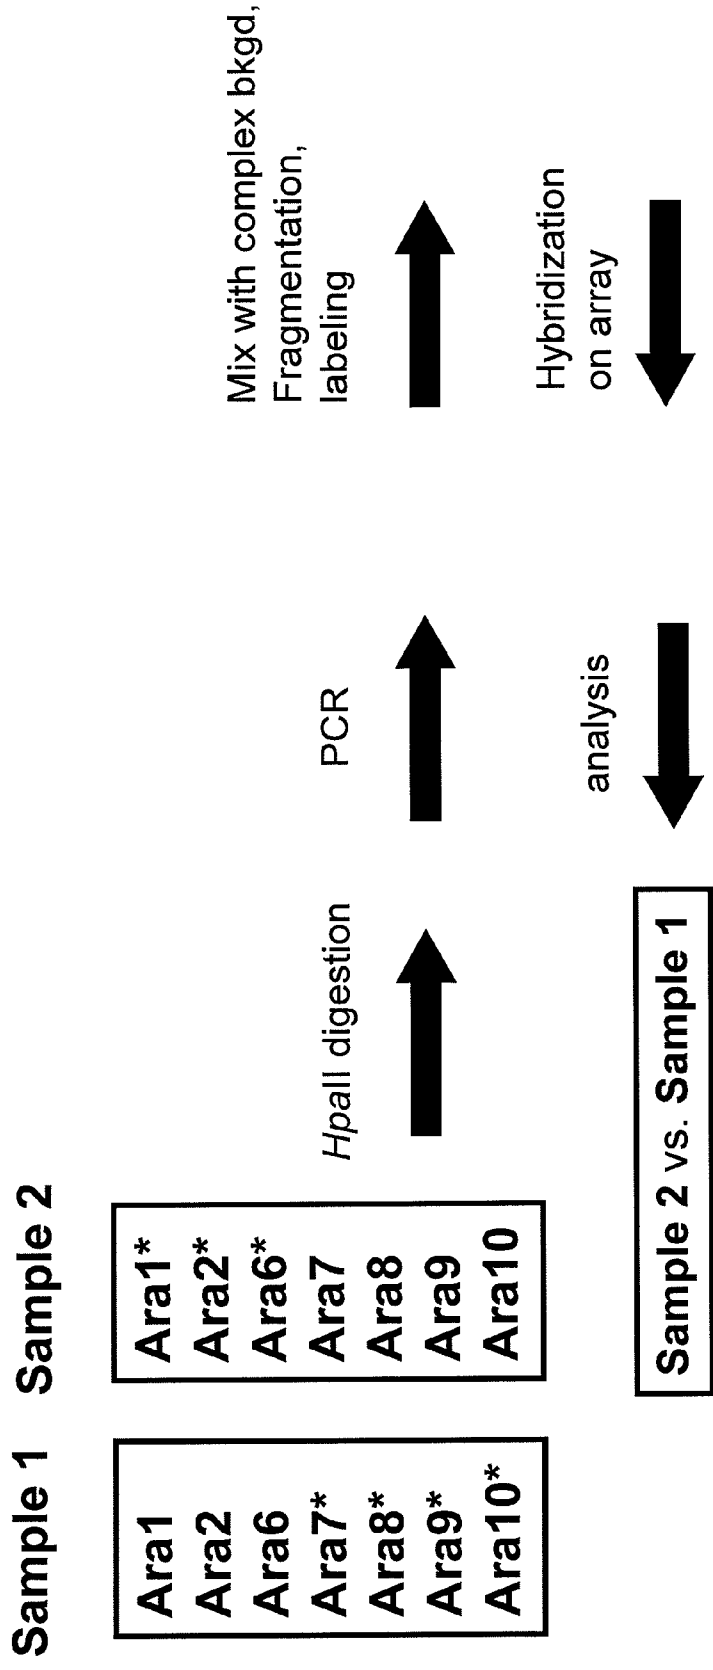 Sample 1
Ara1
Ara2
Ara6
Ara7*
Ara8*
Ara9*
Ara10*
Sample 2
Ara1*
Ara2*
Ara6*
Ara7
Ara8
Ara9
Ara10
HpaII digestion
PCR
Mix with complex bkgd,
Fragmentation,
labeling
Hybridization
on array
analysis
Sample 2 vs. Sample 1